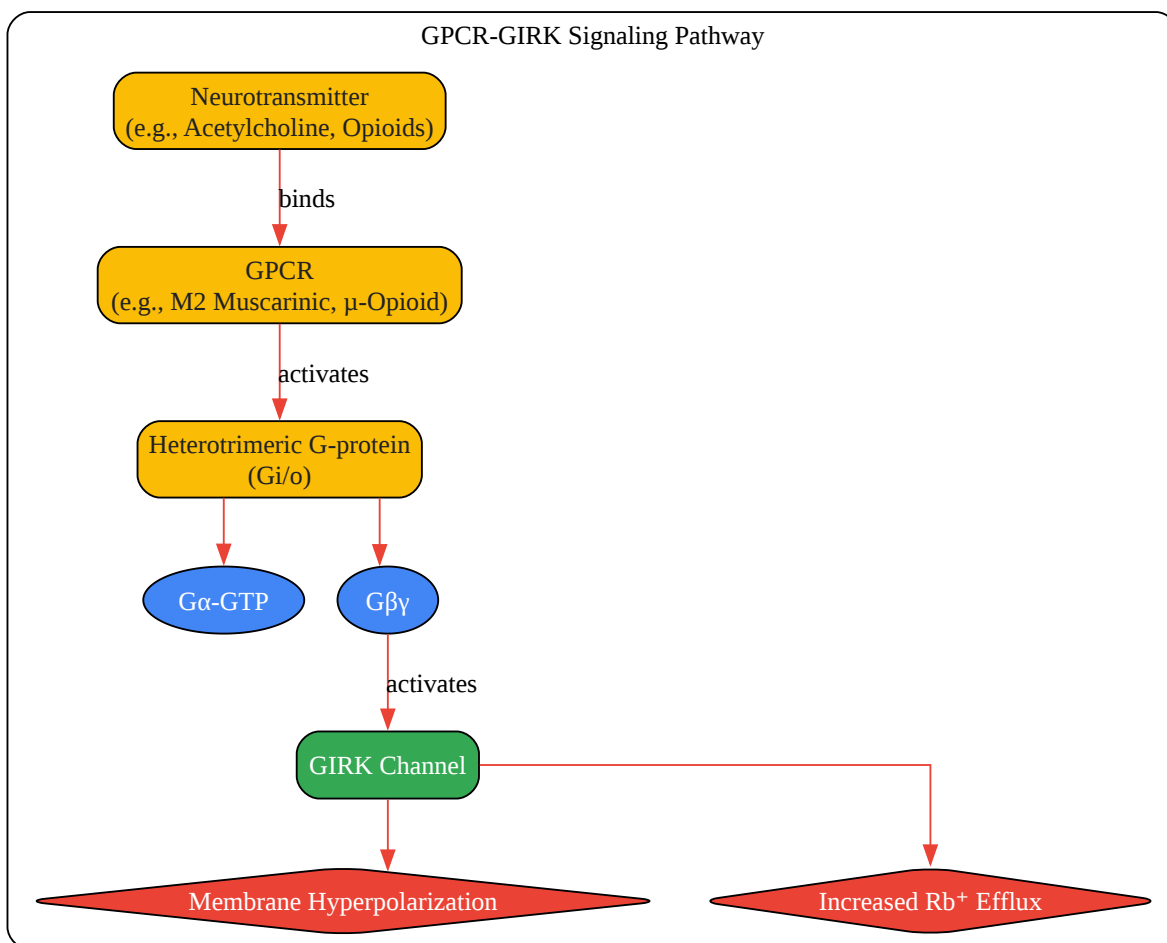 GPCR-GIRK Signaling Pathway
Neurotransmitter
(e.g., Acetylcholine, Opioids)
binds
GPCR
(e.g., M2 Muscarinic, µ-Opioid)
activates
Heterotrimeric G-protein
(Gi/o)
Gα-GTP
Gβγ
activates
GIRK Channel
Membrane Hyperpolarization
Increased Rb⁺ Efflux